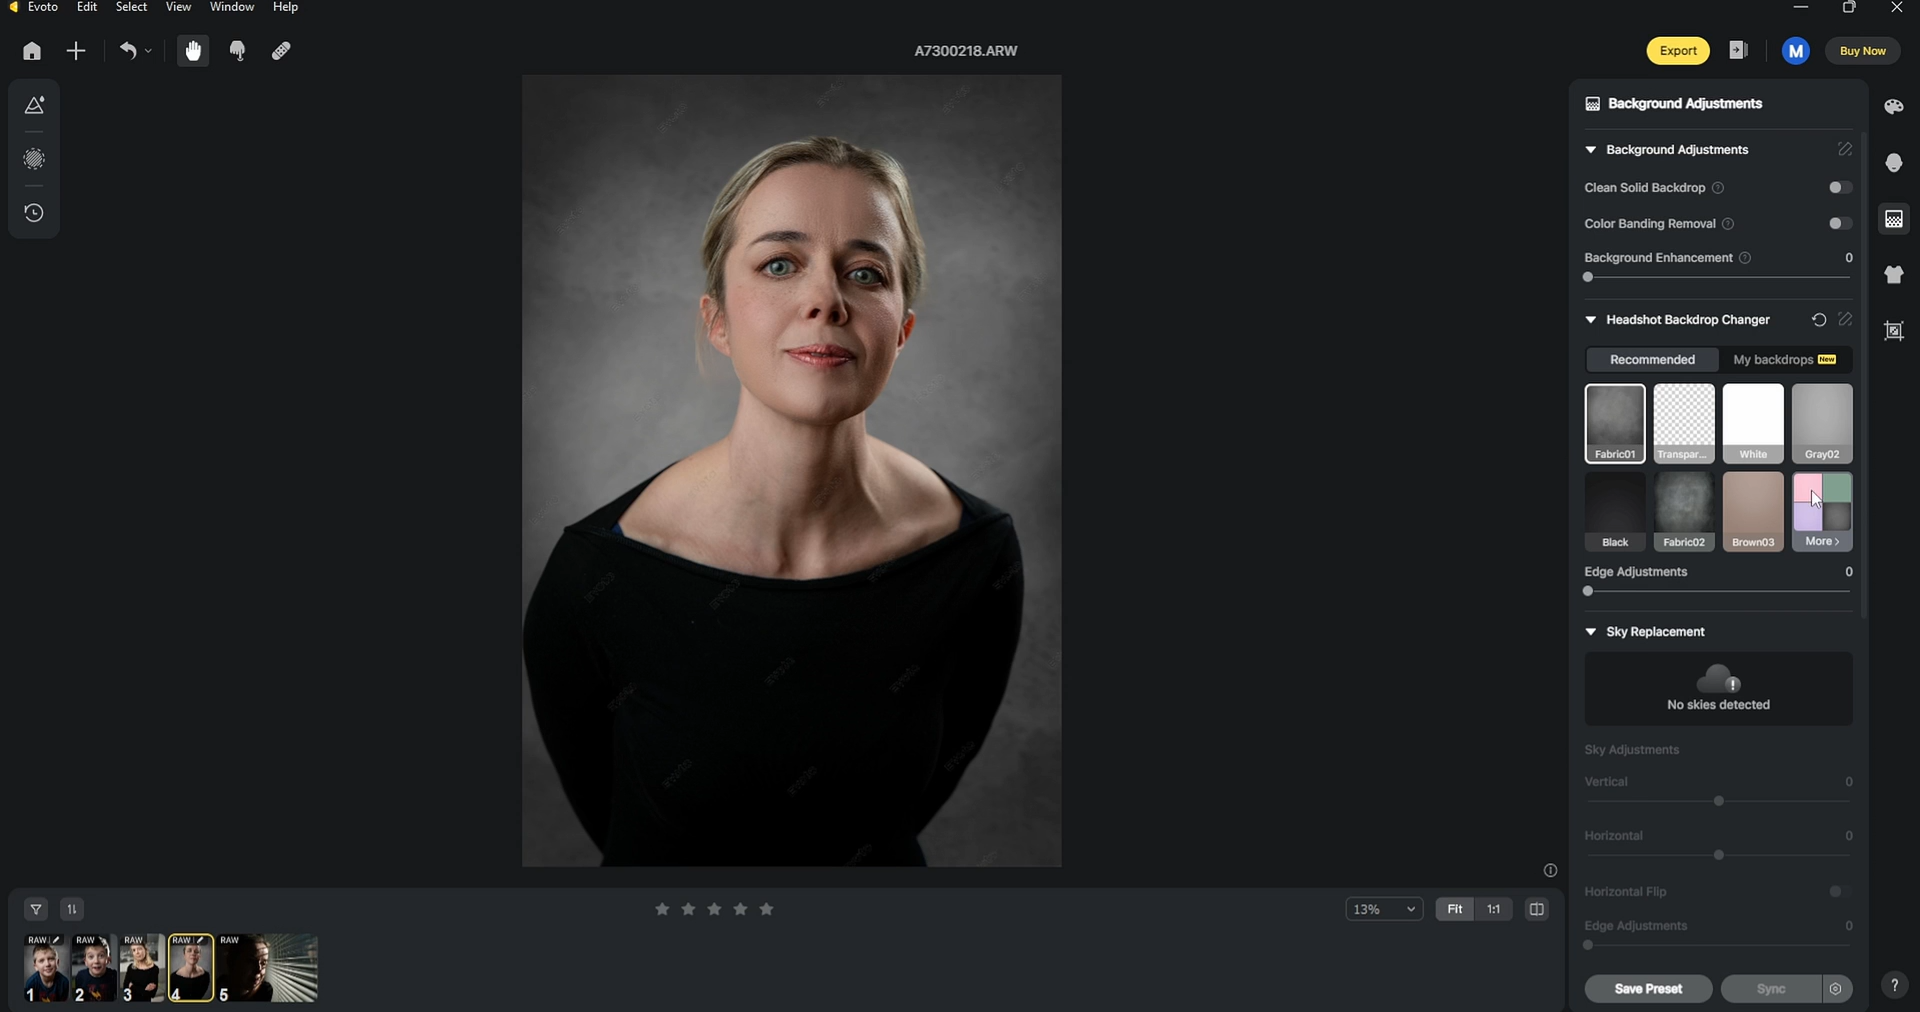 Evoto Edit Select View Window Help
A7300218.ARW
Export
M
Buy Now
Background Adjustments
Background Adjustments
Clean Solid Backdrop ?
Color Banding Removal ?
Background Enhancement ? 0
Headshot Backdrop Changer
Recommended My backdrops New
Fabric01 Transpar... White Gray02
Black Fabric02 Brown03 More >
Edge Adjustments 0
Sky Replacement
!
No skies detected
Sky Adjustments
Vertical 0
Horizontal 0
Horizontal Flip
Edge Adjustments 0
13% Fit 1:1
RAW RAW RAW RAW RAW
1 2 3 4 5
Save Preset Sync
?